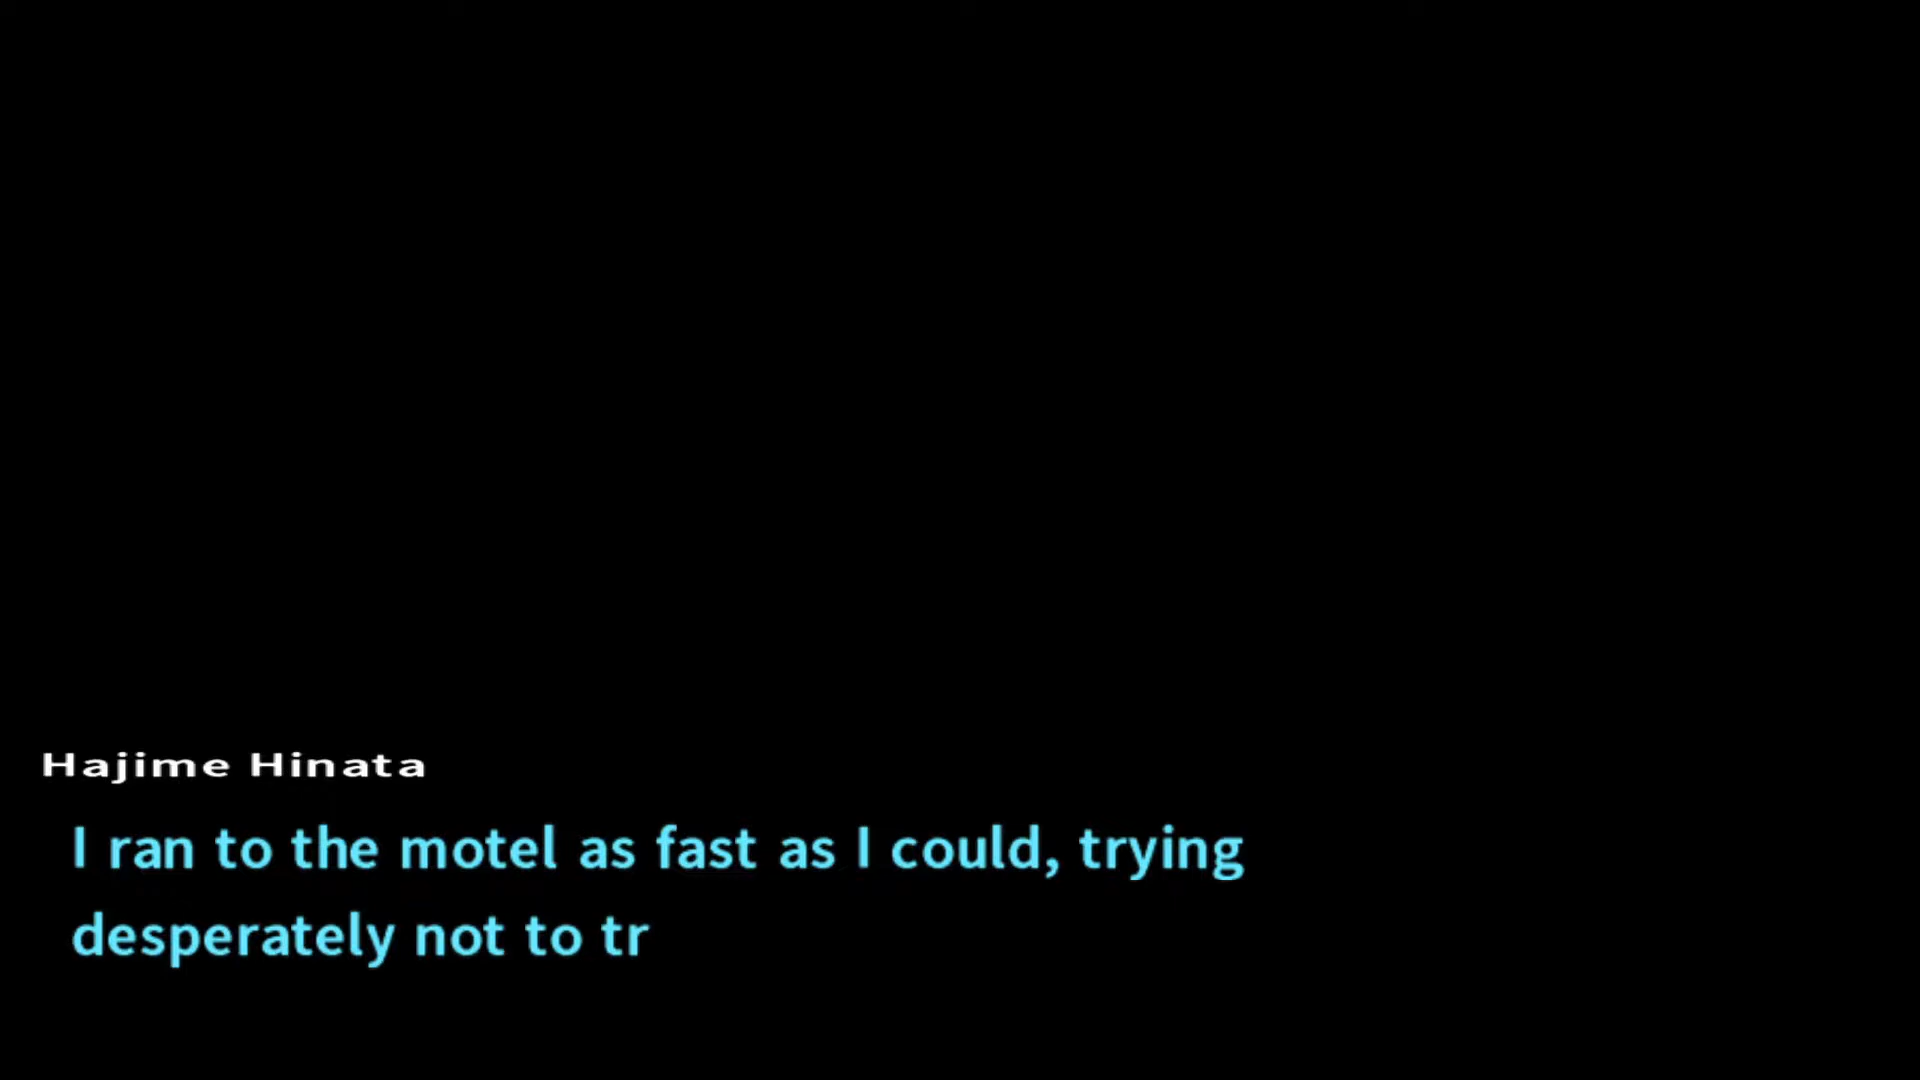 Hajime Hinata
I ran to the motel as fast as I could, trying
desperately not to tr